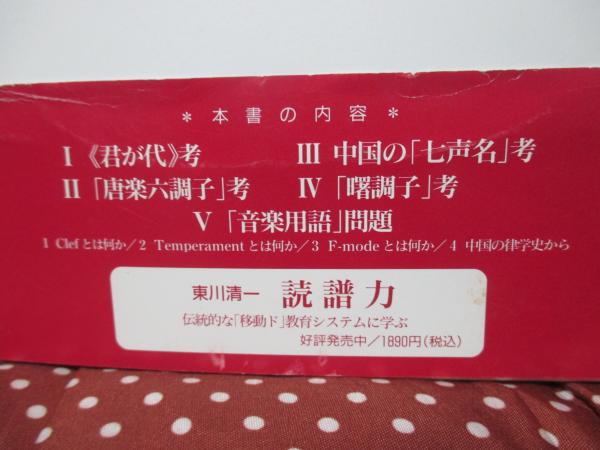 ＊本書の内容＊
Ⅰ《君が代》考　Ⅲ 中国の「七声名」考
Ⅱ「唐楽六調子」考　Ⅳ「曙調子」考
Ⅴ「音楽用語」問題
1 Clefとは何か／2 Temperamentとは何か／3 F-modeとは何か／4 中国の律学史から
東川清一 読譜力
伝統的な「移動ド」教育システムに学ぶ
好評発売中／1890円（税込）